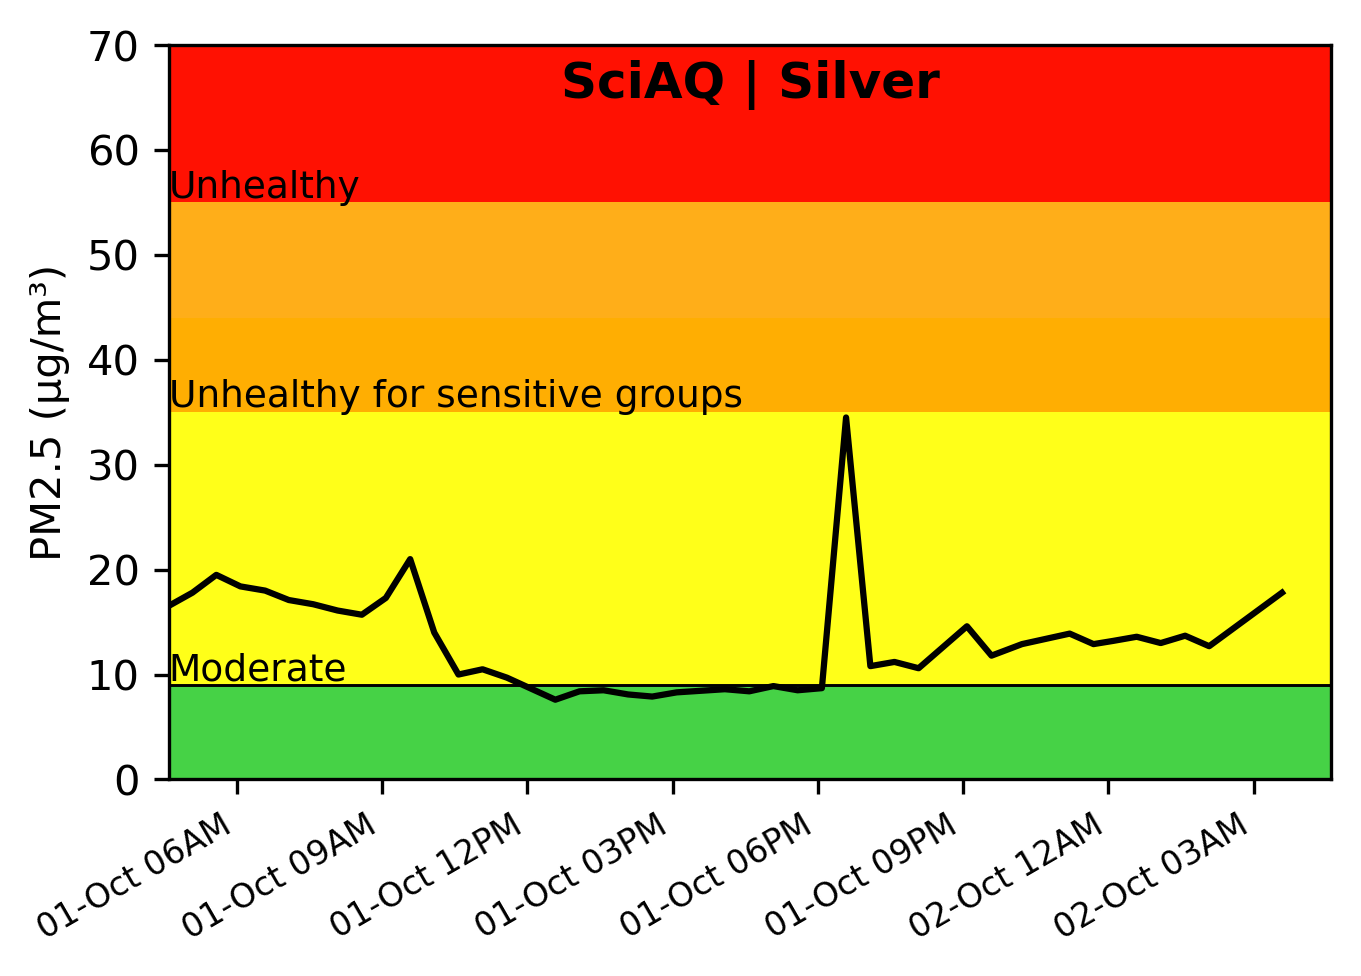 SciAQ | Silver
70
60
50
40
30
20
10
0
PM2.5 (μg/m³)
Unhealthy
Unhealthy for sensitive groups
Moderate
01-Oct 06AM
01-Oct 09AM
01-Oct 12PM
01-Oct 03PM
01-Oct 06PM
01-Oct 09PM
02-Oct 12AM
02-Oct 03AM